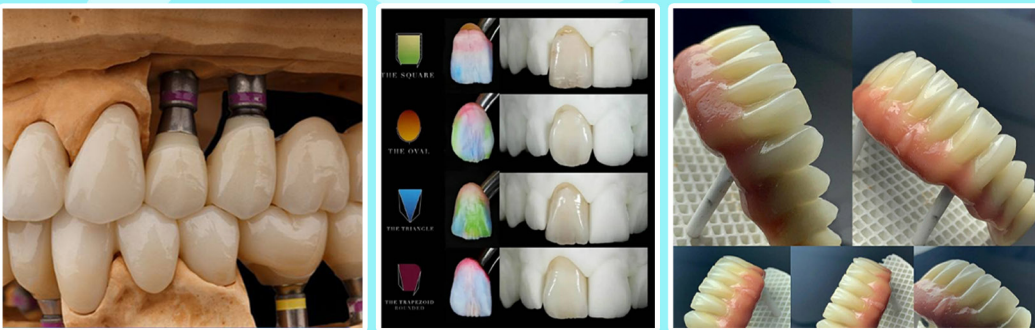 THE SQUARE
THE OVAL
THE TRIANGLE
THE TRAPEZOID
ROUNDED